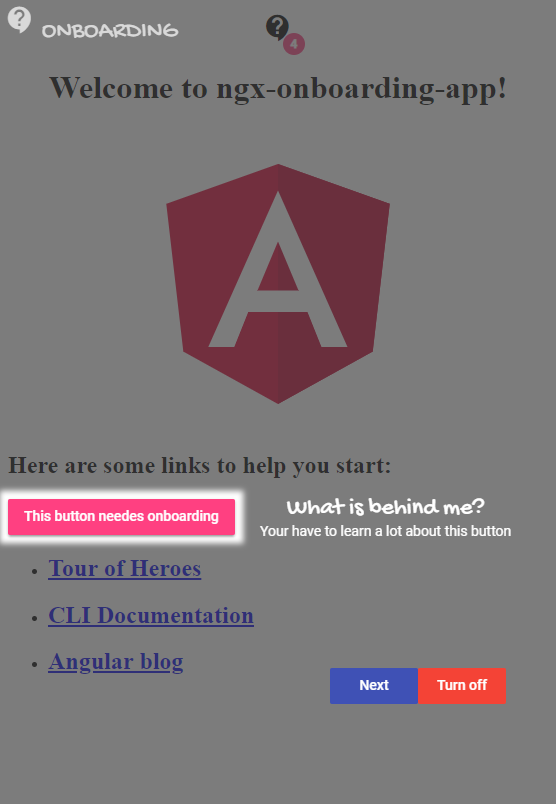 ONBOARDING
4
Welcome to ngx-onboarding-app!
A
Here are some links to help you start:
This button needes onboarding
What is behind me?
Your have to learn a lot about this button
Tour of Heroes
CLI Documentation
Angular blog
Next
Turn off